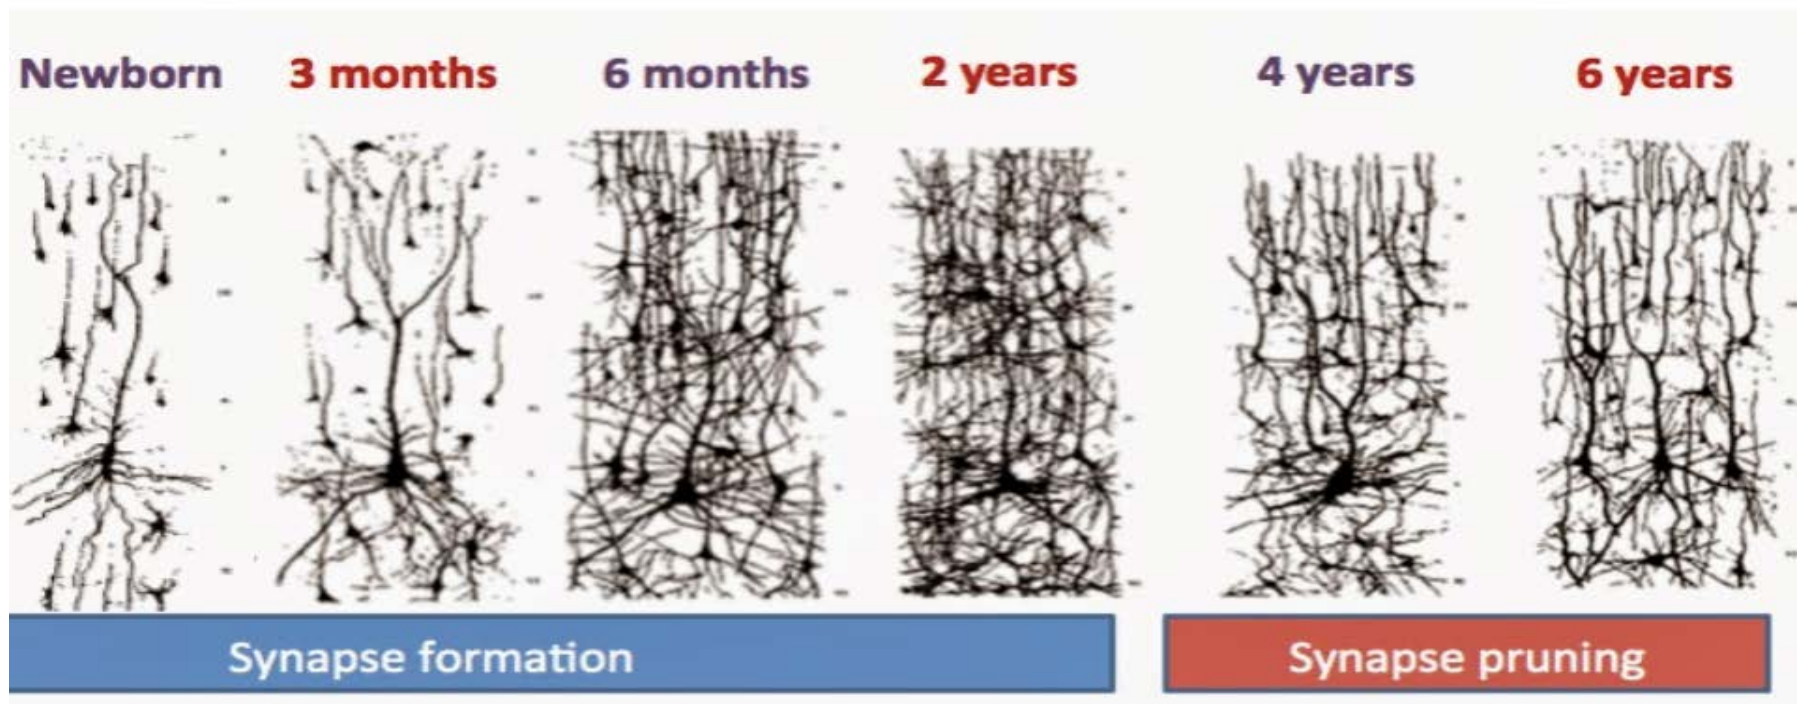 Newborn
3 months
6 months
2 years
4 years
6 years
Synapse formation
Synapse pruning